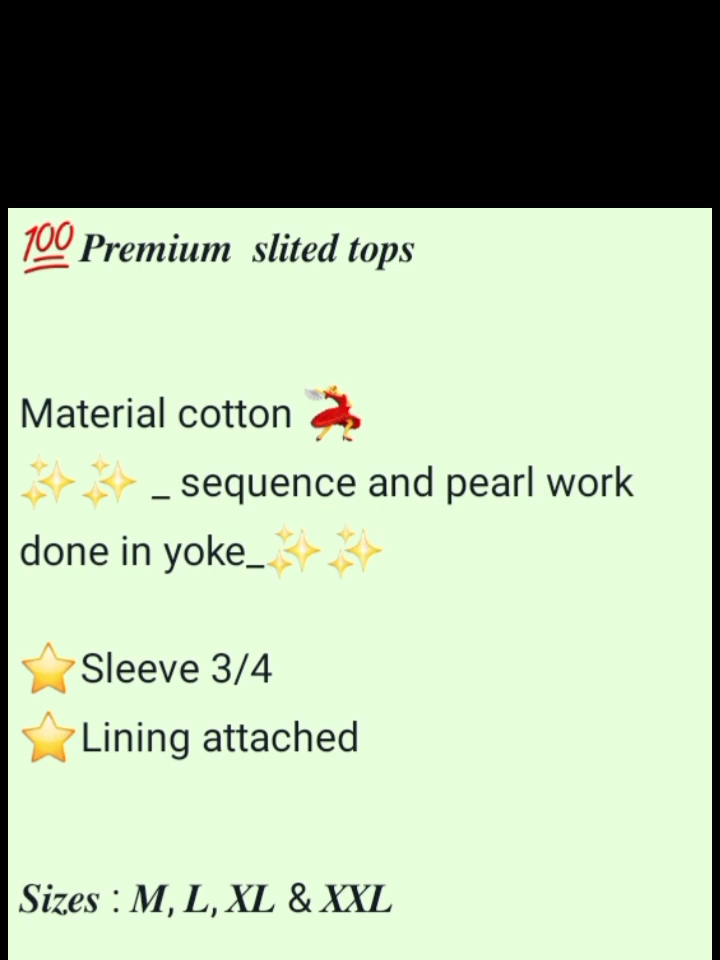 💯Premium  slited tops
Material cotton 💃
✨✨ _ sequence and pearl work
done in yoke_✨✨
⭐Sleeve 3/4
⭐Lining attached
Sizes : M, L, XL & XXL